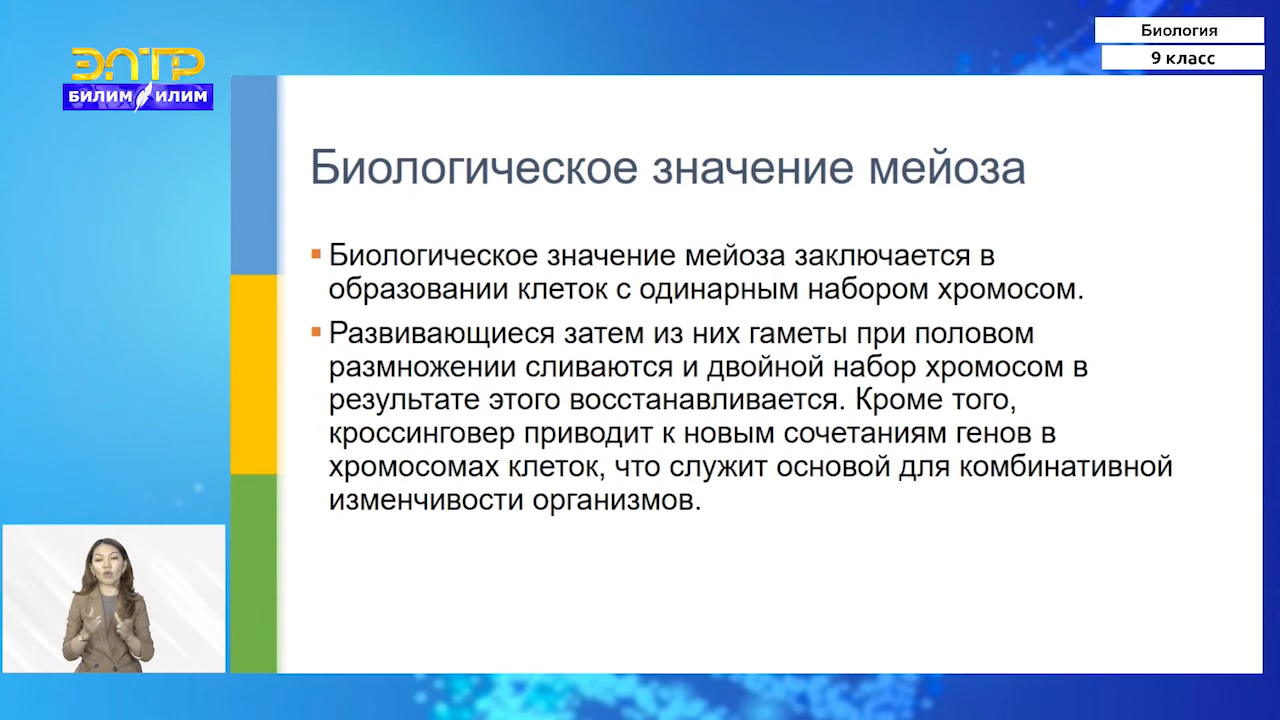 Биология
9 класс
ЭЛТР
БИЛИМ ИЛИМ
Биологическое значение мейоза
Биологическое значение мейоза заключается в
образовании клеток с одинарным набором хромосом.
Развивающиеся затем из них гаметы при половом
размножении сливаются и двойной набор хромосом в
результате этого восстанавливается. Кроме того,
кроссинговер приводит к новым сочетаниям генов в
хромосомах клеток, что служит основой для комбинативной
изменчивости организмов.